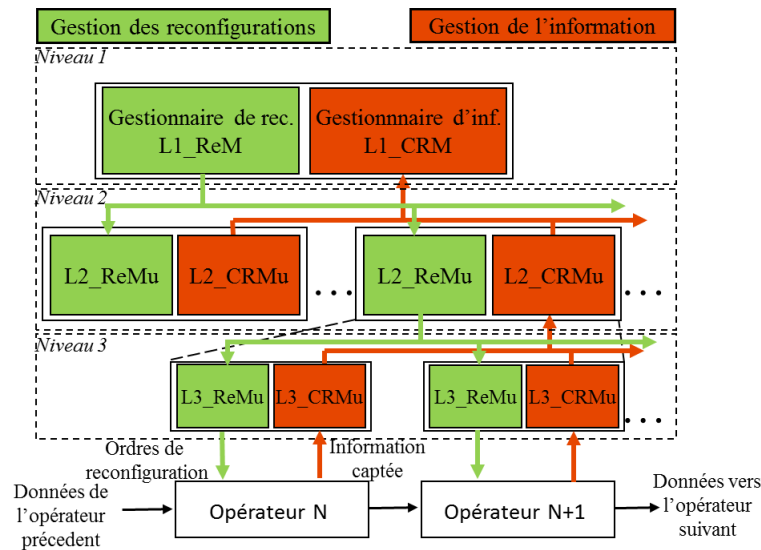 Gestion des reconfigurations
Gestion de l'information
Niveau 1
Gestionnaire de rec.
L1_ReM
Gestionnnaire d'inf.
L1_CRM
Niveau 2
L2_ReMu
L2_CRMu
...
L2_ReMu
L2_CRMu
...
Niveau 3
L3_ReMu
L3_CRMu
L3_ReMu
L3_CRMu
...
Ordres de
reconfiguration
Information
captée
Données de
l'opérateur
précedent
Opérateur N
Opérateur N+1
Données vers
l'opérateur
suivant